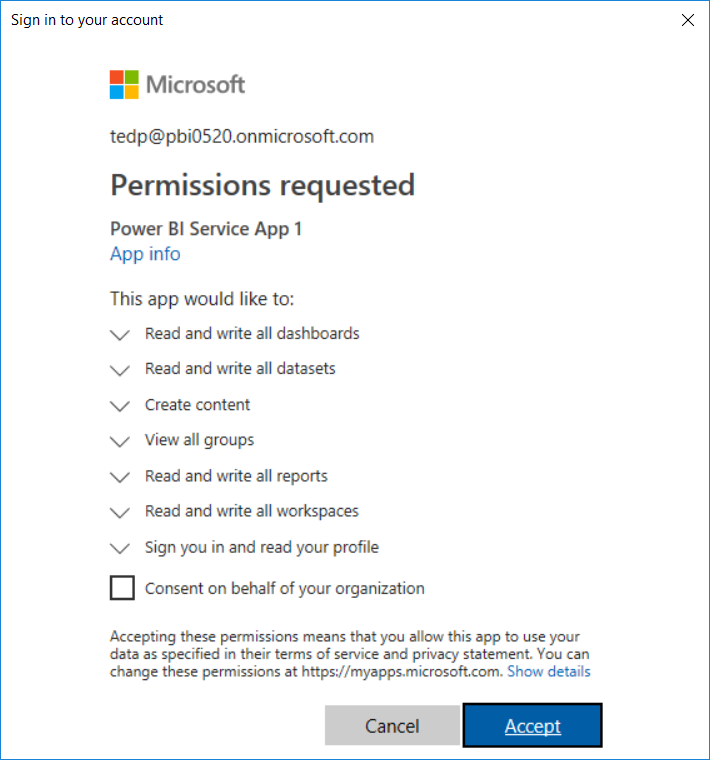 Sign in to your account
Microsoft
tedp@pbi0520.onmicrosoft.com
Permissions requested
Power BI Service App 1
App info
This app would like to:
Read and write all dashboards
Read and write all datasets
Create content
View all groups
Read and write all reports
Read and write all workspaces
Sign you in and read your profile
Consent on behalf of your organization
Accepting these permissions means that you allow this app to use your
data as specified in their terms of service and privacy statement. You can
change these permissions at https://myapps.microsoft.com. Show details
Cancel Accept